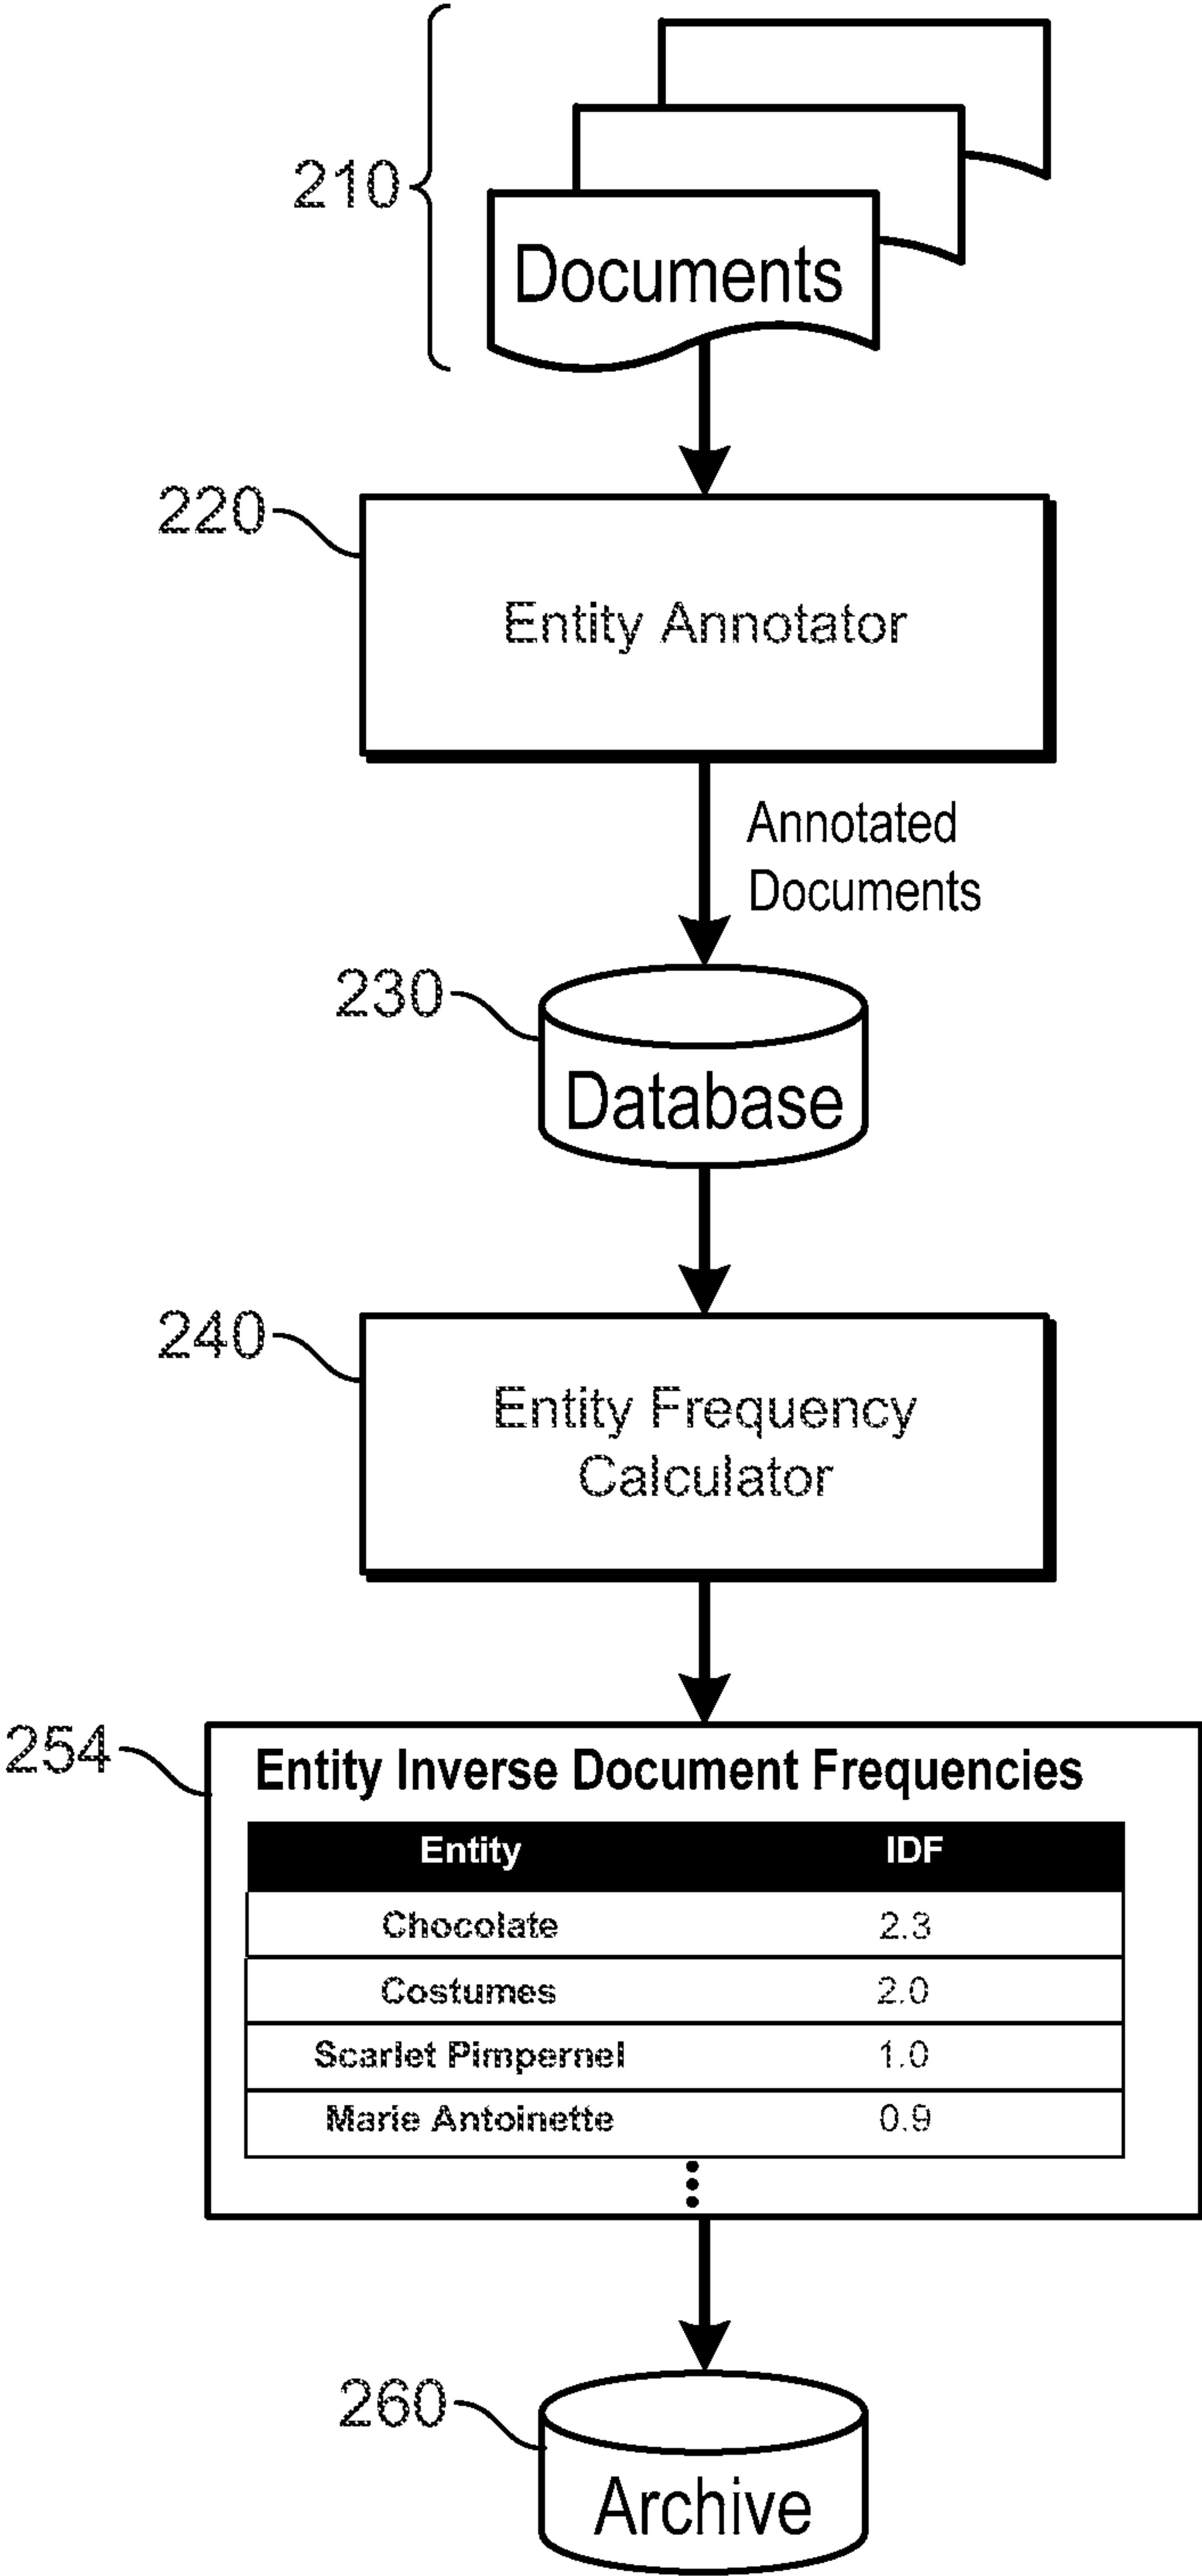 210
Documents
220
Entity Annotator
Annotated
Documents
230
Database
240
Entity Frequency
Calculator
254
Entity Inverse Document Frequencies
Entity IDF
Chocolate 2.3
Costumes 2.0
Scarlet Pimpernel 1.0
Marie Antoinette 0.9
260
Archive